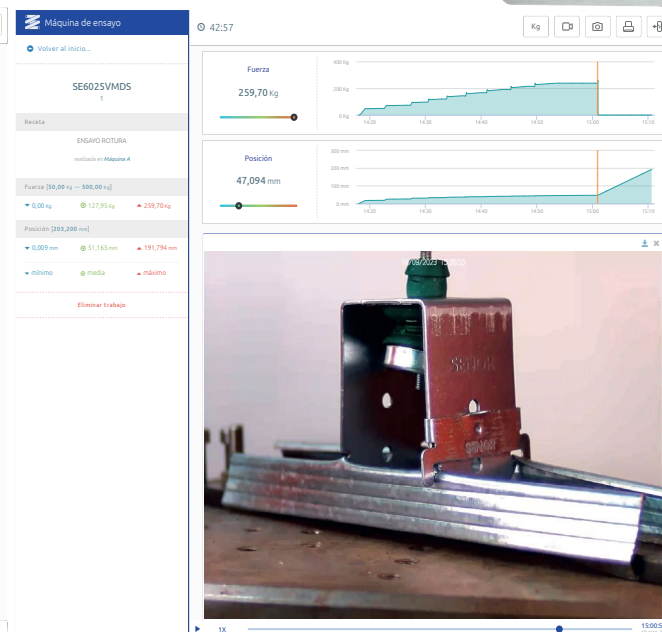 Máquina de ensayo
Volver al inicio...
SE6025VMDS
1
Receta
ENSAYO ROTURA
realizada en Máquina A
Fuerza [50,00 kg — 500,00 kg]
0,00 kg 127,95 kg 259,70 kg
Posición [203,200 mm]
0,009 mm 51,165 mm 191,794 mm
mínimo media máximo
Eliminar trabajo
42:57
Kg
Fuerza
259,70 Kg
400 Kg
200 Kg
0 Kg
14:20 14:30 14:40 14:50 15:00 15:10
Posición
47,094 mm
300 mm
200 mm
100 mm
0 mm
14:20 14:30 14:40 14:50 15:00 15:10
SENOR
SENOR
1X
15:00:5